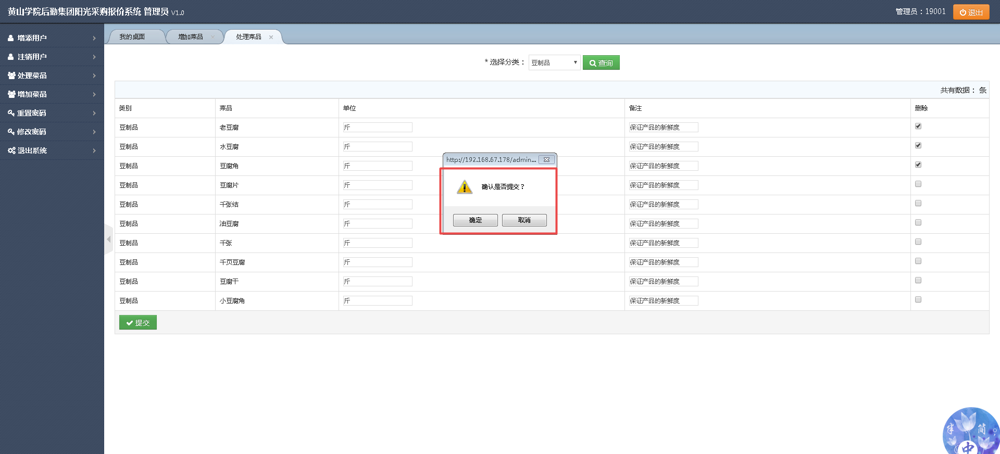 黄山学院后勤集团阳光采购报价系统 管理员 V1.0
管理员：19001
退出
增添用户
注销用户
处理菜品
增加菜品
重置密码
修改密码
退出系统
我的桌面
增加菜品
处理菜品
* 选择分类：
豆制品
查询
共有数据： 条
类别 菜品 单位 备注 删除
豆制品 老豆腐 斤 保证产品的新鲜度
豆制品 水豆腐 斤 保证产品的新鲜度
豆制品 豆腐角 斤 保证产品的新鲜度
豆制品 豆腐片 斤 保证产品的新鲜度
豆制品 千张结 斤 保证产品的新鲜度
豆制品 油豆腐 斤 保证产品的新鲜度
豆制品 千张 斤 保证产品的新鲜度
豆制品 千页豆腐 斤 保证产品的新鲜度
豆制品 豆腐干 斤 保证产品的新鲜度
豆制品 小豆腐角 斤 保证产品的新鲜度
提交
http://192.168.67.178/admin...
确认是否提交？
确定
取消
简
中